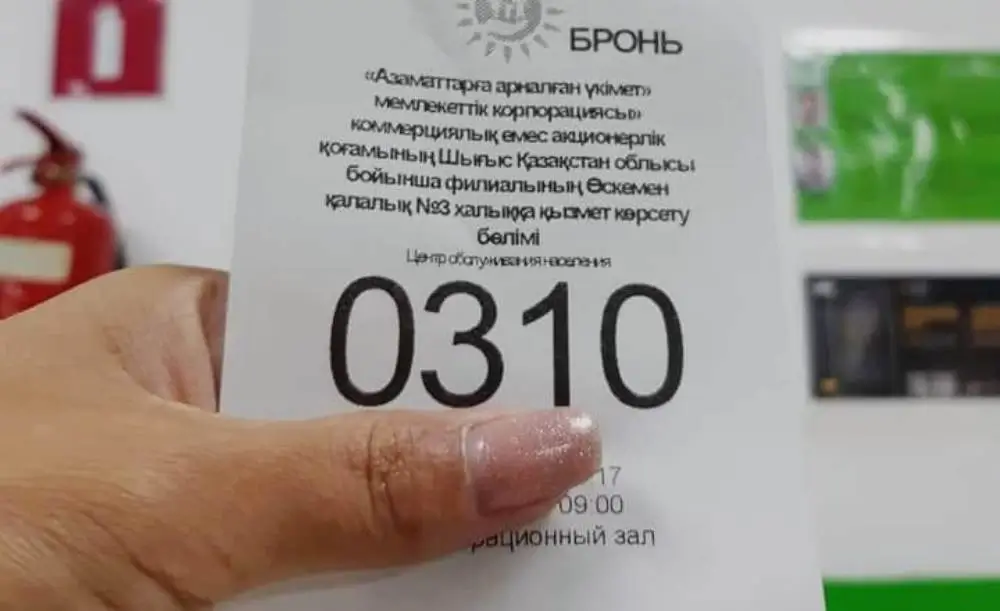 БРОНЬ
«Азаматтарға арналған үкімет»
мемлекеттік корпорациясы»
коммерциялық емес акционерлік
қоғамының Шығыс Қазақстан облысы
бойынша филиалының Өскемен
қалалық №3 халыққа қызмет көрсету
бөлімі
Центр обслуживания населения
0310
17
09:00
зал